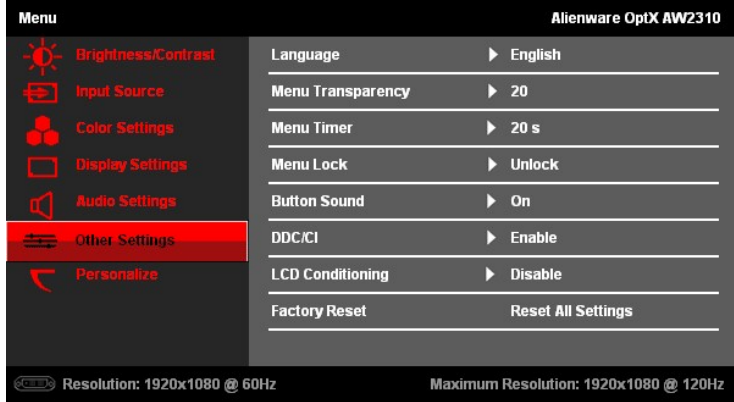 Menu Alienware OptX AW2310
Brightness/Contrast
Input Source
Color Settings
Display Settings
Audio Settings
Other Settings
Personalize
Language English
Menu Transparency 20
Menu Timer 20 s
Menu Lock Unlock
Button Sound On
DDC/CI Enable
LCD Conditioning Disable
Factory Reset Reset All Settings
Resolution: 1920x1080 @ 60Hz Maximum Resolution: 1920x1080 @ 120Hz